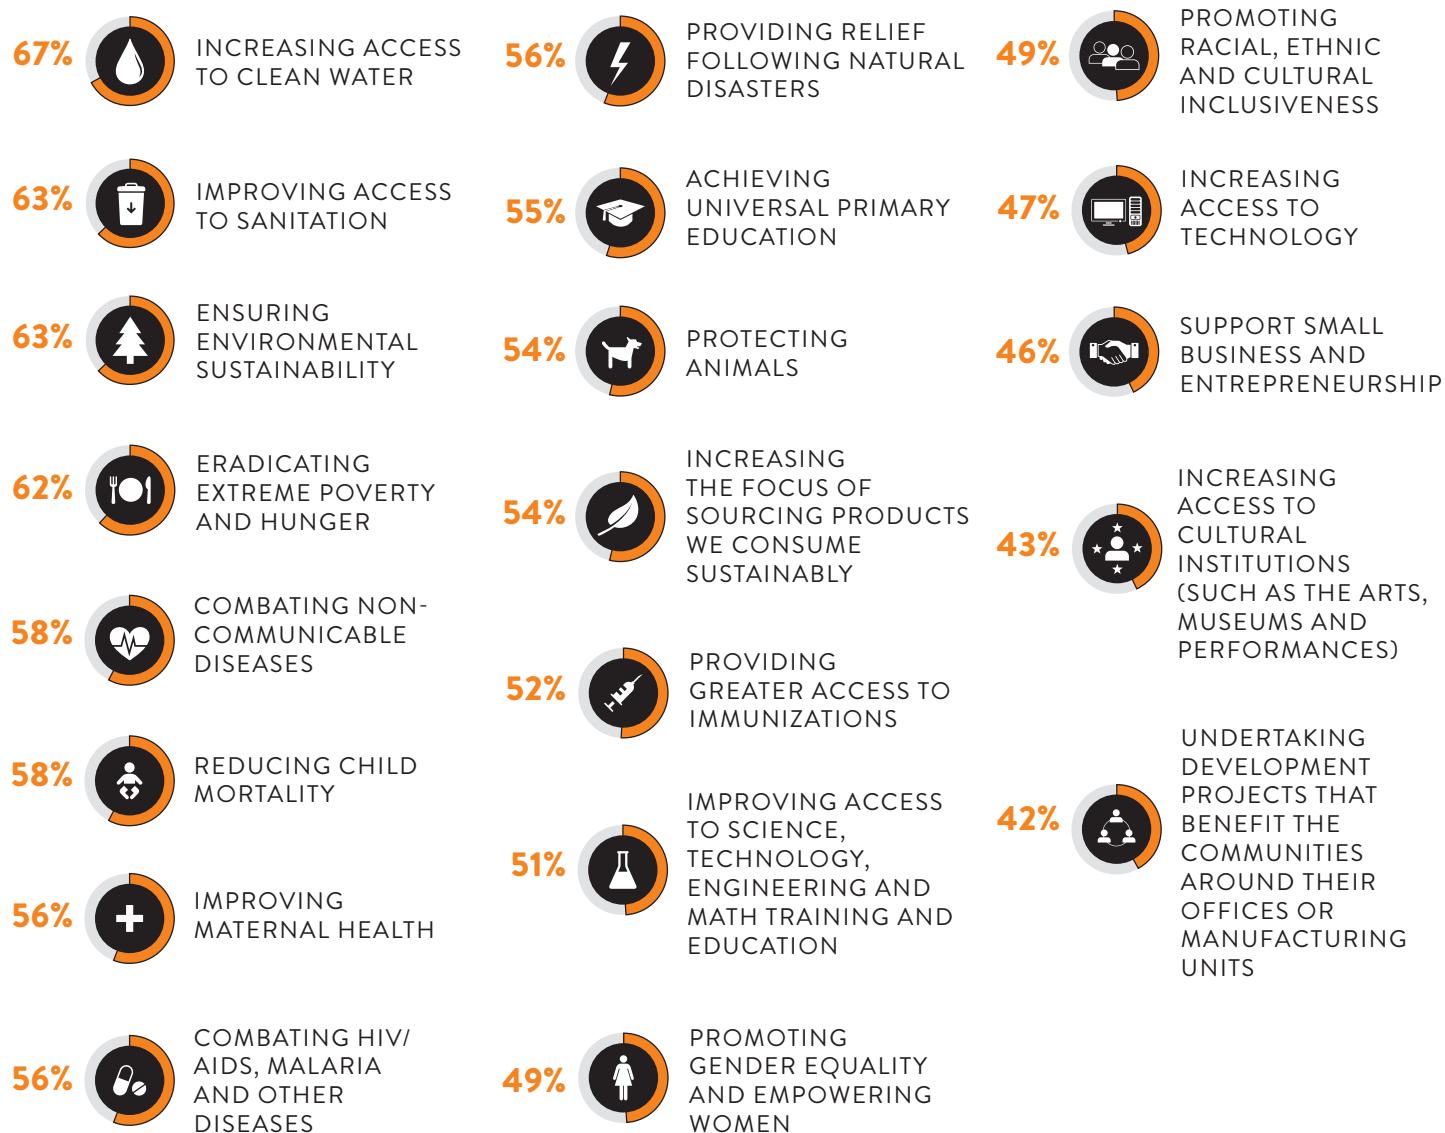 67%
INCREASING ACCESS
TO CLEAN WATER
63%
IMPROVING ACCESS
TO SANITATION
63%
ENSURING
ENVIRONMENTAL
SUSTAINABILITY
62%
ERADICATING
EXTREME POVERTY
AND HUNGER
58%
COMBATING NON-
COMMUNICABLE
DISEASES
58%
REDUCING CHILD
MORTALITY
56%
IMPROVING
MATERNAL HEALTH
56%
COMBATING HIV/
AIDS, MALARIA
AND OTHER
DISEASES
56%
PROVIDING RELIEF
FOLLOWING NATURAL
DISASTERS
55%
ACHIEVING
UNIVERSAL PRIMARY
EDUCATION
54%
PROTECTING
ANIMALS
54%
INCREASING
THE FOCUS OF
SOURCING PRODUCTS
WE CONSUME
SUSTAINABLY
52%
PROVIDING
GREATER ACCESS TO
IMMUNIZATIONS
51%
IMPROVING ACCESS
TO SCIENCE,
TECHNOLOGY,
ENGINEERING AND
MATH TRAINING AND
EDUCATION
49%
PROMOTING
GENDER EQUALITY
AND EMPOWERING
WOMEN
49%
PROMOTING
RACIAL, ETHNIC
AND CULTURAL
INCLUSIVENESS
47%
INCREASING
ACCESS TO
TECHNOLOGY
46%
SUPPORT SMALL
BUSINESS AND
ENTREPRENEURSHIP
43%
INCREASING
ACCESS TO
CULTURAL
INSTITUTIONS
(SUCH AS THE ARTS,
MUSEUMS AND
PERFORMANCES)
42%
UNDERTAKING
DEVELOPMENT
PROJECTS THAT
BENEFIT THE
COMMUNITIES
AROUND THEIR
OFFICES OR
MANUFACTURING
UNITS